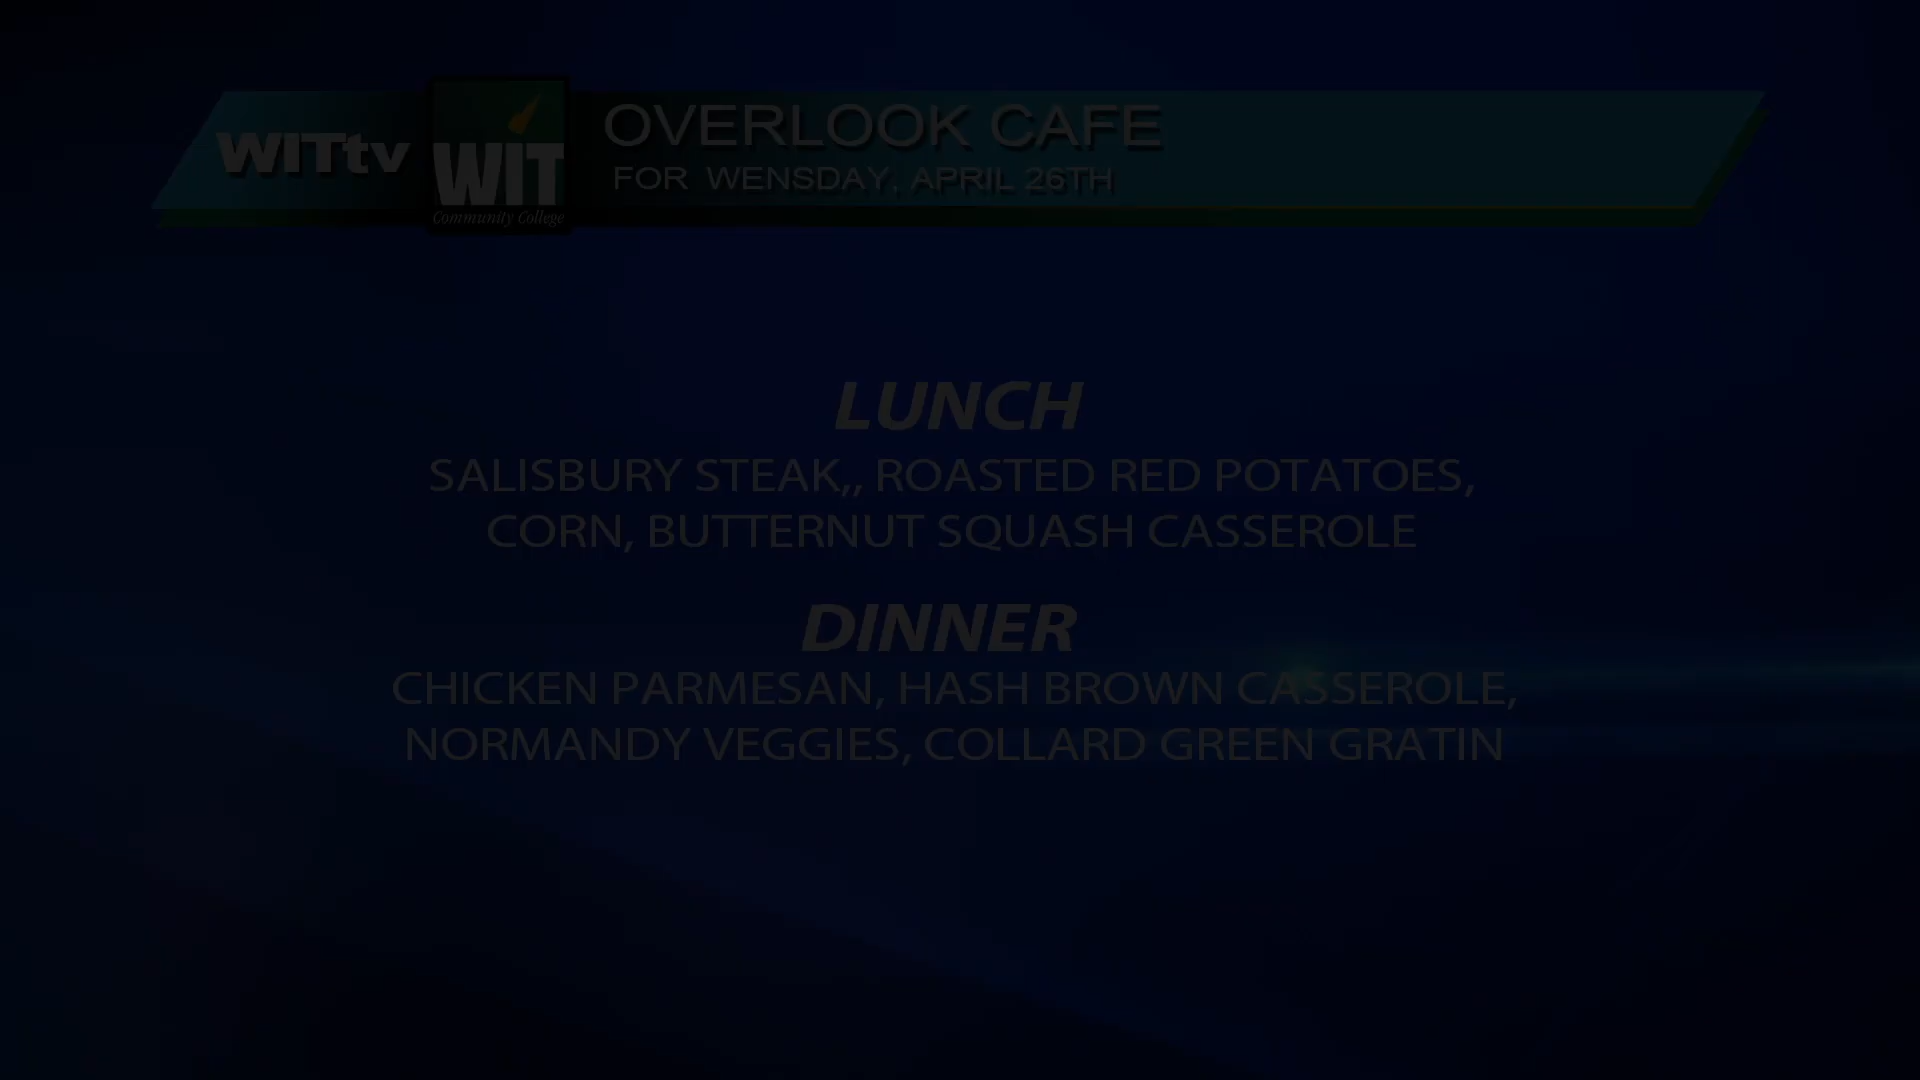 WITtv
WIT
Community College
OVERLOOK CAFE
FOR WENSDAY, APRIL 26TH
LUNCH
SALISBURY STEAK,, ROASTED RED POTATOES,
CORN, BUTTERNUT SQUASH CASSEROLE
DINNER
CHICKEN PARMESAN, HASH BROWN CASSEROLE,
NORMANDY VEGGIES, COLLARD GREEN GRATIN